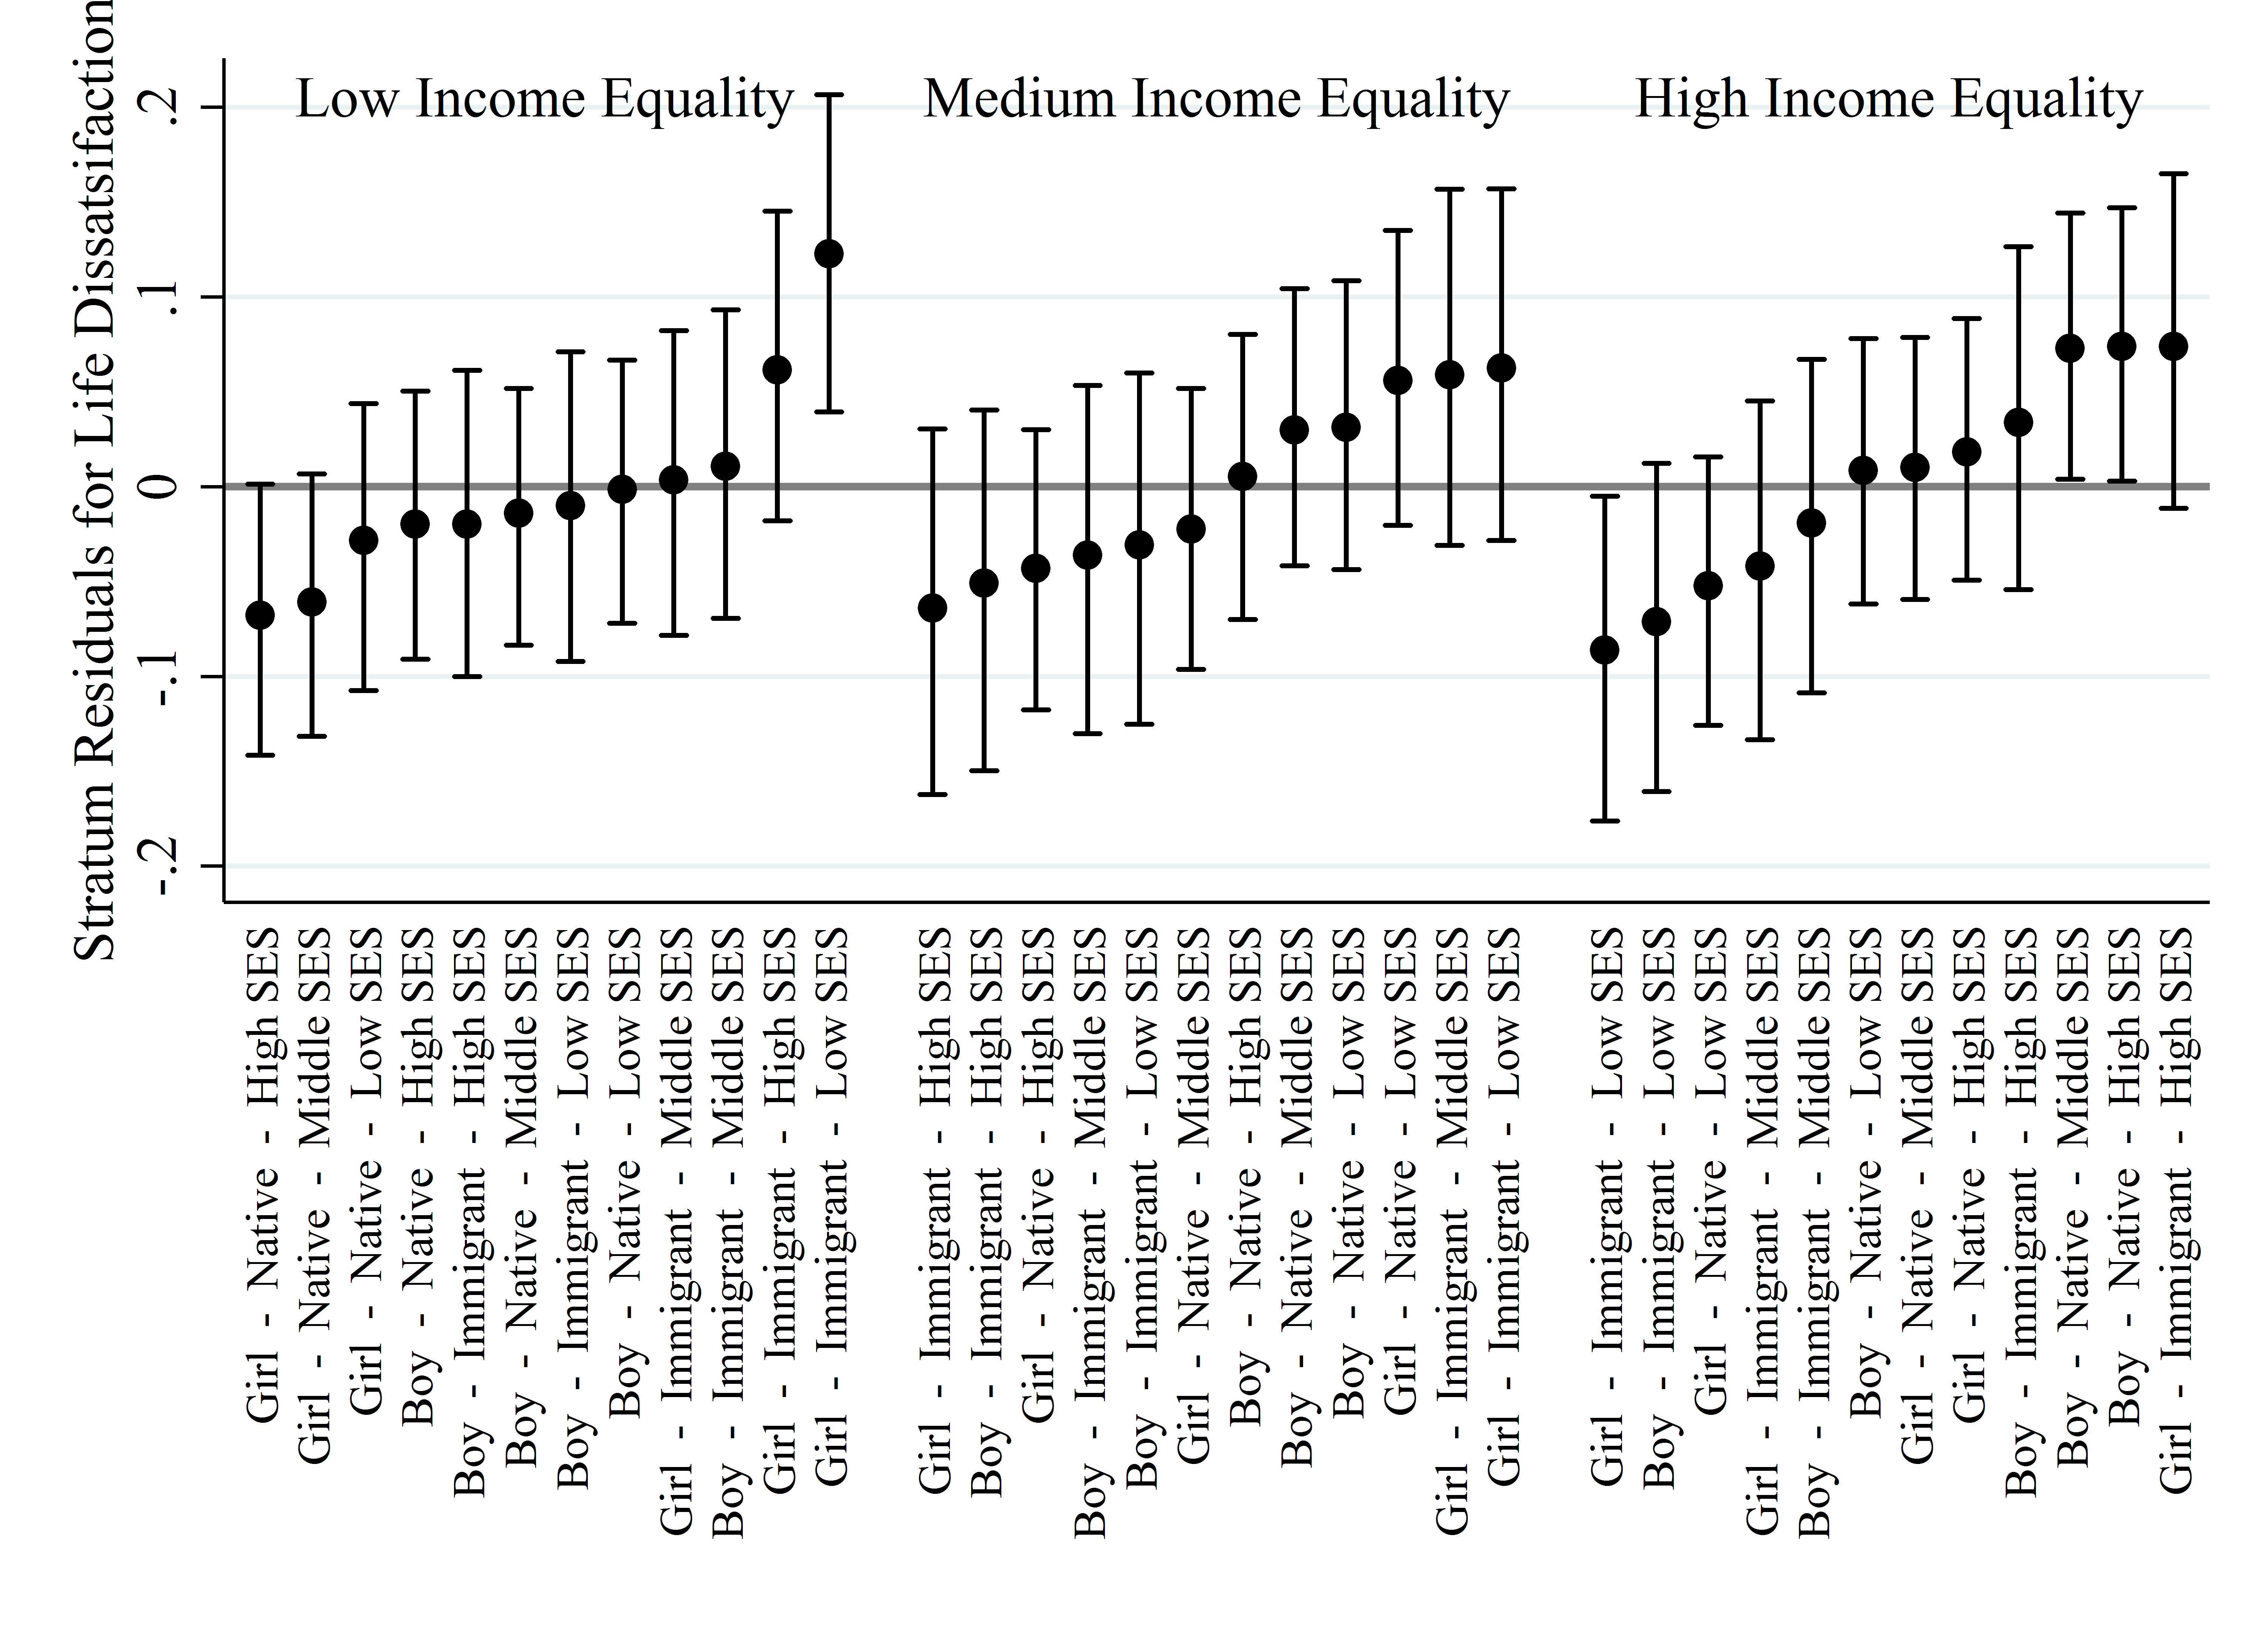 Stratum Residuals for Life Dissatsifaction
.2
.1
0
-.1
-.2
Low Income Equality
Medium Income Equality
High Income Equality
Girl - Native - High SES
Girl - Native - Middle SES
Girl - Native - Low SES
Boy - Native - High SES
Boy - Immigrant - High SES
Boy - Native - Middle SES
Boy - Immigrant - Low SES
Boy - Native - Low SES
Girl - Immigrant - Middle SES
Boy - Immigrant - Middle SES
Girl - Immigrant - High SES
Girl - Immigrant - Low SES
Girl - Immigrant - High SES
Boy - Immigrant - High SES
Girl - Native - High SES
Boy - Immigrant - Middle SES
Boy - Immigrant - Low SES
Girl - Native - Middle SES
Boy - Native - High SES
Boy - Native - Middle SES
Boy - Native - Low SES
Girl - Native - Low SES
Girl - Immigrant - Middle SES
Girl - Immigrant - Low SES
Girl - Immigrant - Low SES
Boy - Immigrant - Low SES
Girl - Native - Low SES
Girl - Immigrant - Middle SES
Boy - Immigrant - Middle SES
Boy - Native - Low SES
Girl - Native - Middle SES
Girl - Native - High SES
Boy - Immigrant - High SES
Boy - Native - Middle SES
Boy - Native - High SES
Girl - Immigrant - High SES